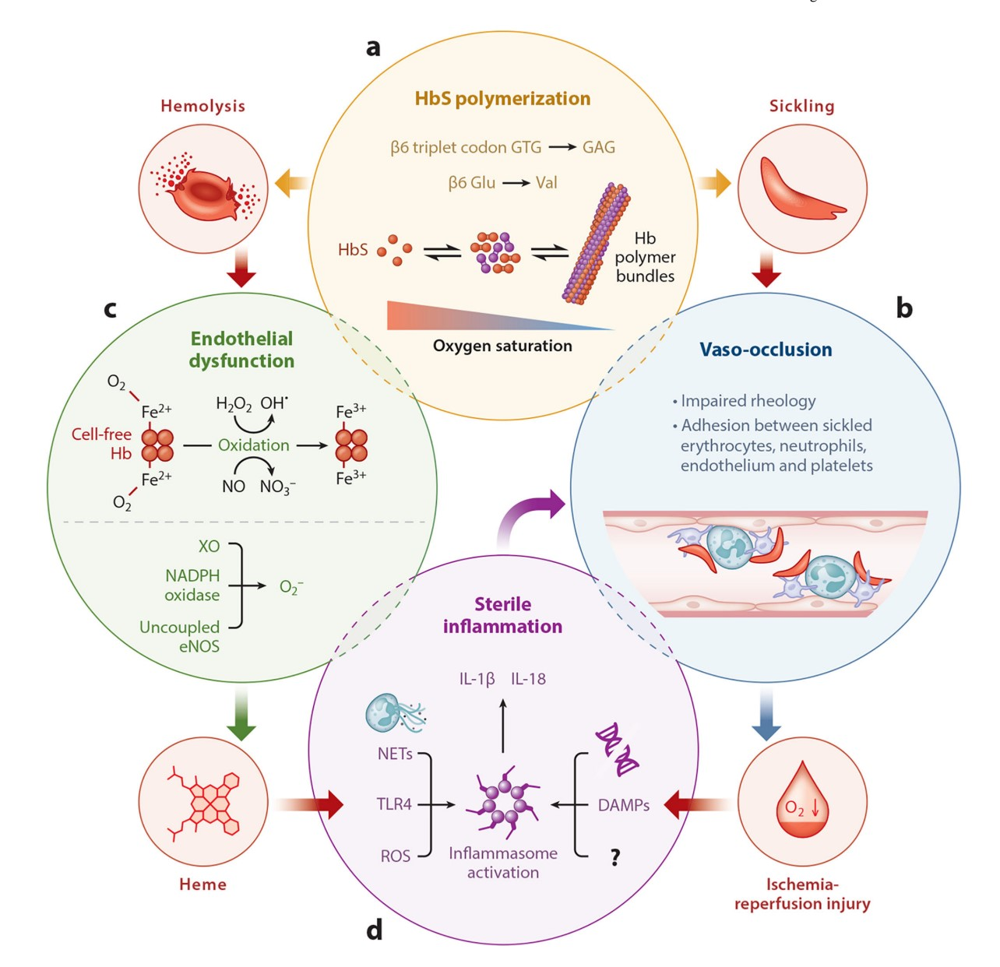 a
HbS polymerization
β6 triplet codon GTG → GAG
β6 Glu → Val
HbS
Hb
polymer
bundles
Oxygen saturation
Hemolysis
Sickling
b
Vaso-occlusion
• Impaired rheology
• Adhesion between sickled
erythrocytes, neutrophils,
endothelium and platelets
c
Endothelial
dysfunction
O₂
Fe²⁺
Cell-free
Hb
Fe²⁺
O₂
H₂O₂ OH•
Oxidation
NO NO₃⁻
Fe³⁺
Fe³⁺
XO
NADPH
oxidase
Uncoupled
eNOS
O₂⁻
Sterile
inflammation
IL-1β IL-18
NETs
TLR4
ROS
Inflammasome
activation
DAMPs
?
d
Heme
O₂ ↓
Ischemia-
reperfusion injury